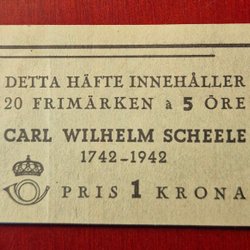 DETTA HÄFTE INNEHÅLLER
20 FRIMÄRKEN à 5 ÖRE
CARL WILHELM SCHEELE
1742-1942
PRIS 1 KRONA